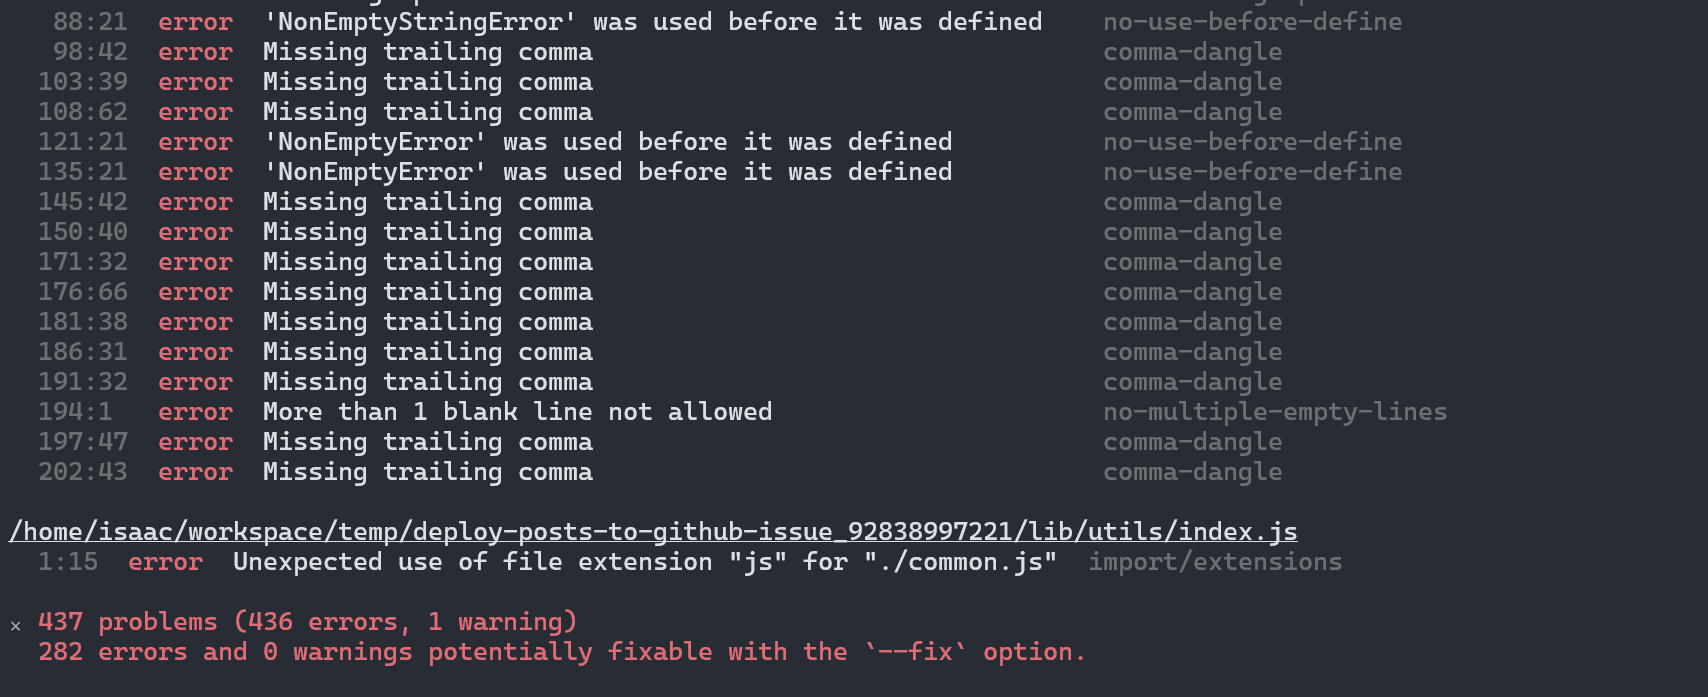 88:21 error 'NonEmptyStringError' was used before it was defined no-use-before-define
98:42 error Missing trailing comma comma-dangle
103:39 error Missing trailing comma comma-dangle
108:62 error Missing trailing comma comma-dangle
121:21 error 'NonEmptyError' was used before it was defined no-use-before-define
135:21 error 'NonEmptyError' was used before it was defined no-use-before-define
145:42 error Missing trailing comma comma-dangle
150:40 error Missing trailing comma comma-dangle
171:32 error Missing trailing comma comma-dangle
176:66 error Missing trailing comma comma-dangle
181:38 error Missing trailing comma comma-dangle
186:31 error Missing trailing comma comma-dangle
191:32 error Missing trailing comma comma-dangle
194:1 error More than 1 blank line not allowed no-multiple-empty-lines
197:47 error Missing trailing comma comma-dangle
202:43 error Missing trailing comma comma-dangle
/home/isaac/workspace/temp/deploy-posts-to-github-issue_92838997221/lib/utils/index.js
1:15 error Unexpected use of file extension "js" for "./common.js" import/extensions
× 437 problems (436 errors, 1 warning)
282 errors and 0 warnings potentially fixable with the `--fix` option.